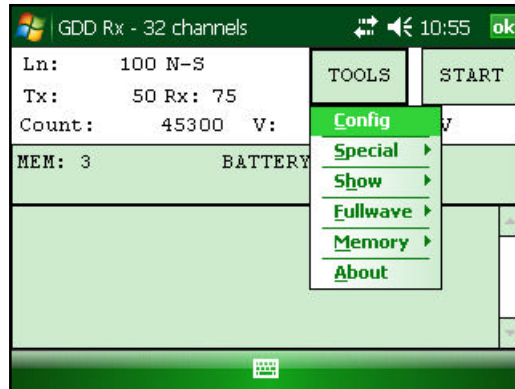 GDD Rx - 32 channels 10:55 ok
Ln: 100 N-S
TOOLS START
Tx: 50 Rx: 75
Count: 45300 V: V
Config
MEM: 3 BATTERY
Special
Show
Fullwave
Memory
About